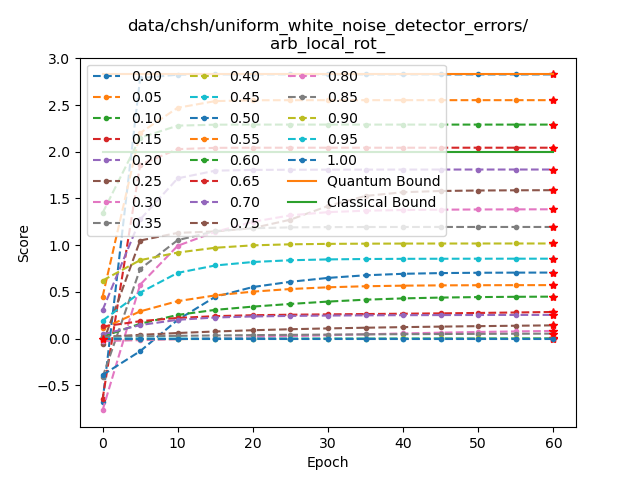 data/chsh/uniform_white_noise_detector_errors/
arb_local_rot_
3.0
2.5
2.0
1.5
1.0
0.5
0.0
−0.5
Score
0.00 0.40 0.80
0.05 0.45 0.85
0.10 0.50 0.90
0.15 0.55 0.95
0.20 0.60 1.00
0.25 0.65 Quantum Bound
0.30 0.70 Classical Bound
0.35 0.75
0 10 20 30 40 50 60
Epoch